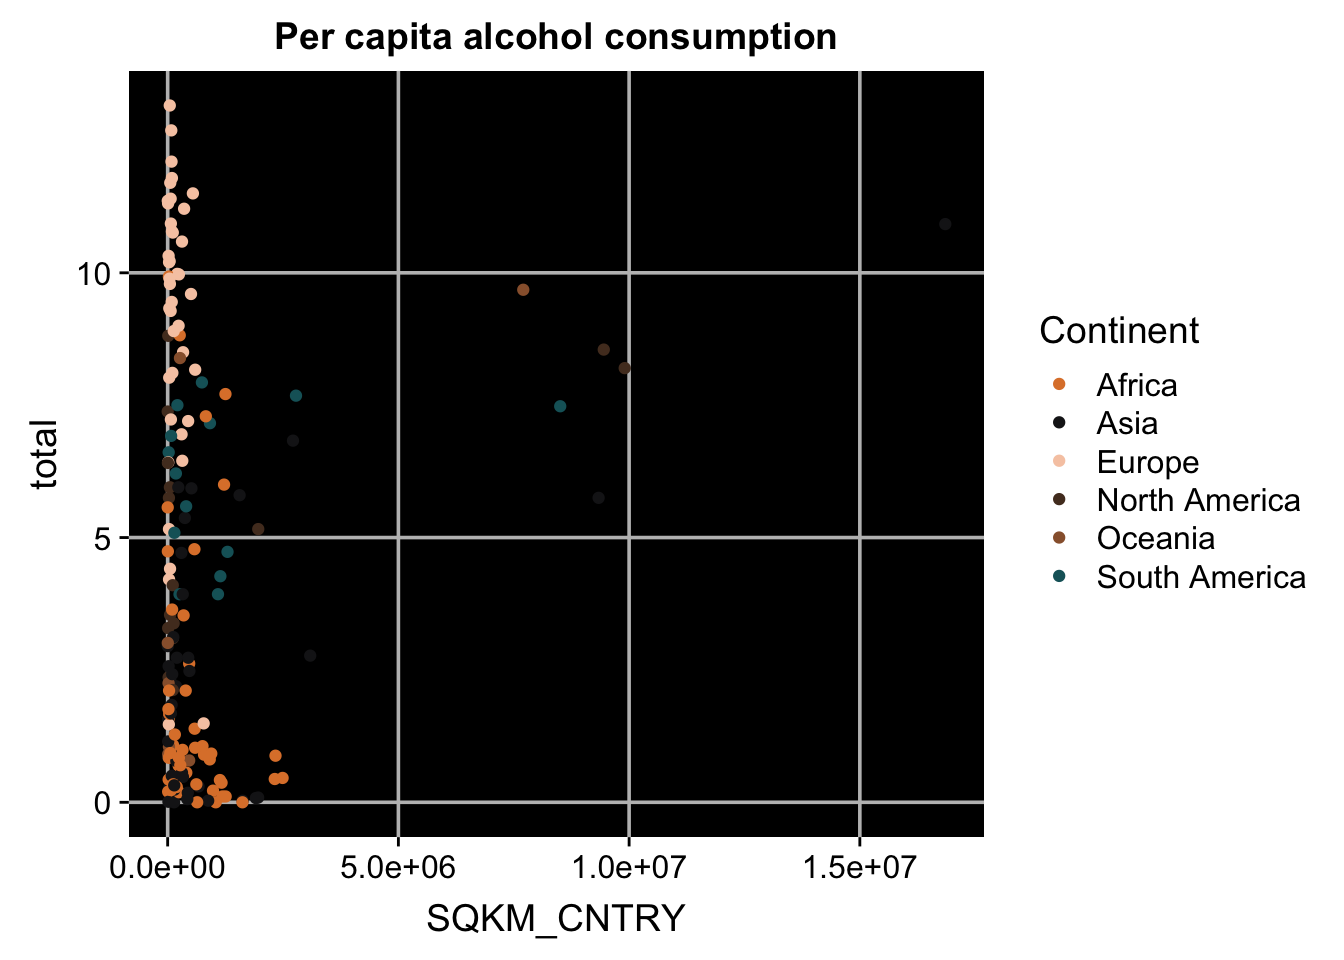 Per capita alcohol consumption
total
10
5
0
0.0e+00
5.0e+06
1.0e+07
1.5e+07
SQKM_CNTRY
Continent
Africa
Asia
Europe
North America
Oceania
South America